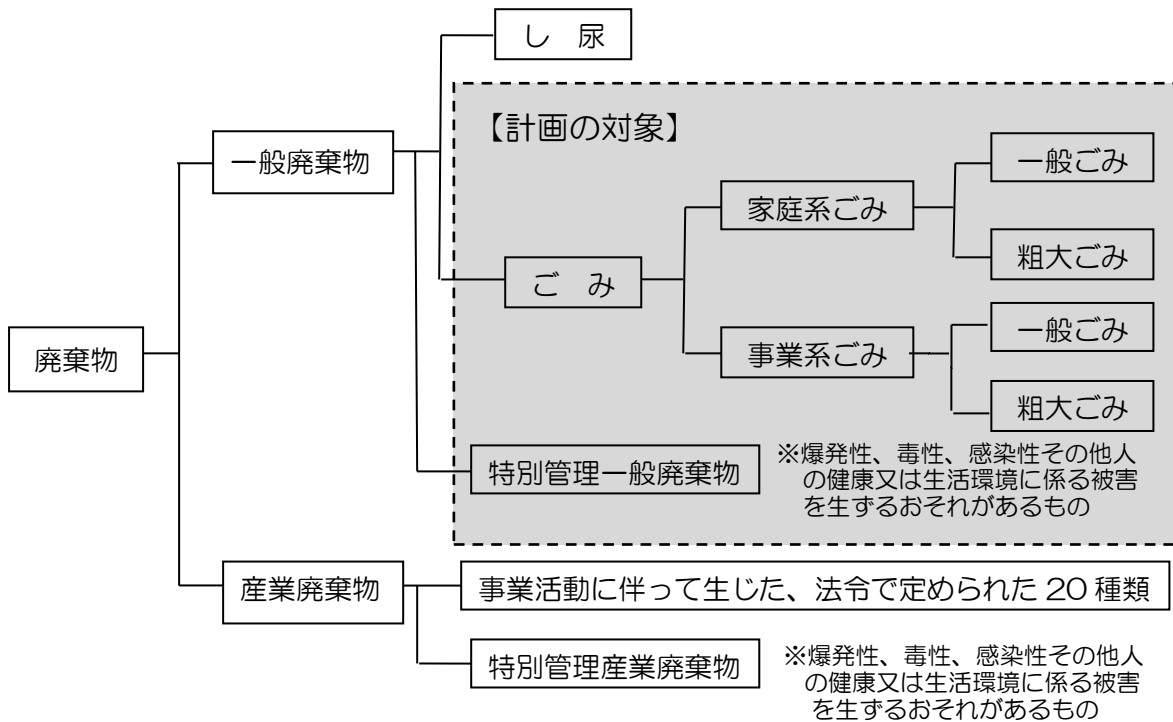 し 尿
【計画の対象】
一般廃棄物
一般ごみ
家庭系ごみ
粗大ごみ
ご み
一般ごみ
廃棄物
事業系ごみ
粗大ごみ
特別管理一般廃棄物
※爆発性、毒性、感染性その他人
の健康又は生活環境に係る被害
を生ずるおそれがあるもの
産業廃棄物
事業活動に伴って生じた、法令で定められた 20 種類
特別管理産業廃棄物
※爆発性、毒性、感染性その他人
の健康又は生活環境に係る被害
を生ずるおそれがあるもの